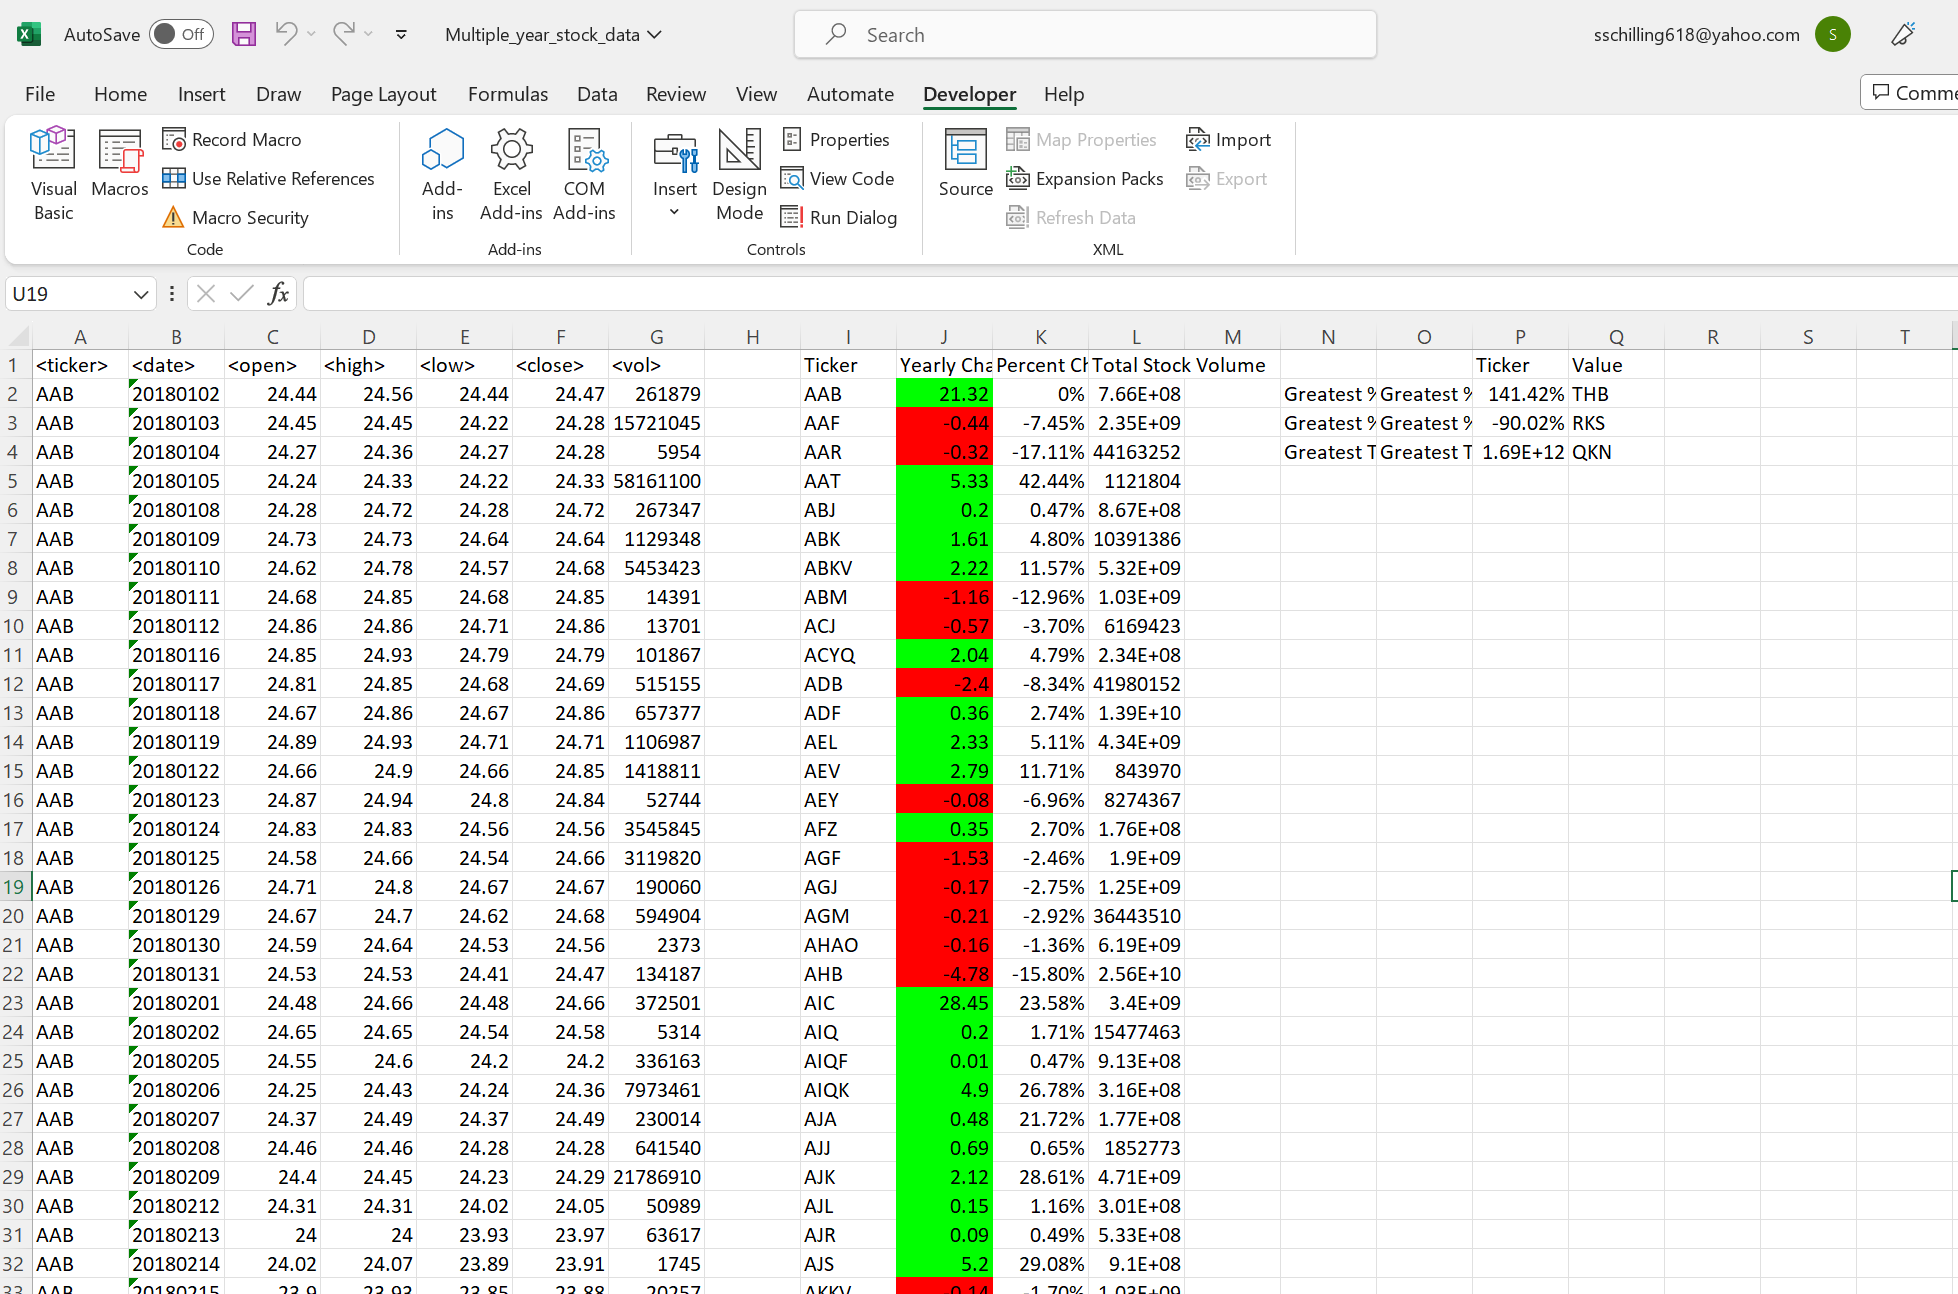 AutoSave Off Multiple_year_stock_data Search sschilling618@yahoo.com S
File Home Insert Draw Page Layout Formulas Data Review View Automate Developer Help Comme
Visual Basic Macros Record Macro Use Relative References Macro Security Code
Add-ins Excel Add-ins COM Add-ins Add-ins
Insert Design Mode Properties View Code Run Dialog Controls
Source Map Properties Expansion Packs Refresh Data Import Export XML
U19 fx
A B C D E F G H I J K L M N O P Q R S T
1 <ticker> <date> <open> <high> <low> <close> <vol> Ticker Yearly Cha Percent Ch Total Stock Volume Ticker Value
2 AAB 20180102 24.44 24.56 24.44 24.47 261879 AAB 21.32 0% 7.66E+08 Greatest % Greatest % 141.42% THB
3 AAB 20180103 24.45 24.45 24.22 24.28 15721045 AAF -0.44 -7.45% 2.35E+09 Greatest % Greatest % -90.02% RKS
4 AAB 20180104 24.27 24.36 24.27 24.28 5954 AAR -0.32 -17.11% 44163252 Greatest T Greatest T 1.69E+12 QKN
5 AAB 20180105 24.24 24.33 24.22 24.33 58161100 AAT 5.33 42.44% 1121804
6 AAB 20180108 24.28 24.72 24.28 24.72 267347 ABJ 0.2 0.47% 8.67E+08
7 AAB 20180109 24.73 24.73 24.64 24.64 1129348 ABK 1.61 4.80% 10391386
8 AAB 20180110 24.62 24.78 24.57 24.68 5453423 ABKV 2.22 11.57% 5.32E+09
9 AAB 20180111 24.68 24.85 24.68 24.85 14391 ABM -1.16 -12.96% 1.03E+09
10 AAB 20180112 24.86 24.86 24.71 24.86 13701 ACJ -0.57 -3.70% 6169423
11 AAB 20180116 24.85 24.93 24.79 24.79 101867 ACYQ 2.04 4.79% 2.34E+08
12 AAB 20180117 24.81 24.85 24.68 24.69 515155 ADB -2.4 -8.34% 41980152
13 AAB 20180118 24.67 24.86 24.67 24.86 657377 ADF 0.36 2.74% 1.39E+10
14 AAB 20180119 24.89 24.93 24.71 24.71 1106987 AEL 2.33 5.11% 4.34E+09
15 AAB 20180122 24.66 24.9 24.66 24.85 1418811 AEV 2.79 11.71% 843970
16 AAB 20180123 24.87 24.94 24.8 24.84 52744 AEY -0.08 -6.96% 8274367
17 AAB 20180124 24.83 24.83 24.56 24.56 3545845 AFZ 0.35 2.70% 1.76E+08
18 AAB 20180125 24.58 24.66 24.54 24.66 3119820 AGF -1.53 -2.46% 1.9E+09
19 AAB 20180126 24.71 24.8 24.67 24.67 190060 AGJ -0.17 -2.75% 1.25E+09
20 AAB 20180129 24.67 24.7 24.62 24.68 594904 AGM -0.21 -2.92% 36443510
21 AAB 20180130 24.59 24.64 24.53 24.56 2373 AHAO -0.16 -1.36% 6.19E+09
22 AAB 20180131 24.53 24.53 24.41 24.47 134187 AHB -4.78 -15.80% 2.56E+10
23 AAB 20180201 24.48 24.66 24.48 24.66 372501 AIC 28.45 23.58% 3.4E+09
24 AAB 20180202 24.65 24.65 24.54 24.58 5314 AIQ 0.2 1.71% 15477463
25 AAB 20180205 24.55 24.6 24.2 24.2 336163 AIQF 0.01 0.47% 9.13E+08
26 AAB 20180206 24.25 24.43 24.24 24.36 7973461 AIQK 4.9 26.78% 3.16E+08
27 AAB 20180207 24.37 24.49 24.37 24.49 230014 AJA 0.48 21.72% 1.77E+08
28 AAB 20180208 24.46 24.46 24.28 24.28 641540 AJJ 0.69 0.65% 1852773
29 AAB 20180209 24.4 24.45 24.23 24.29 21786910 AJK 2.12 28.61% 4.71E+09
30 AAB 20180212 24.31 24.31 24.02 24.05 50989 AJL 0.15 1.16% 3.01E+08
31 AAB 20180213 24 24 23.93 23.97 63617 AJR 0.09 0.49% 5.33E+08
32 AAB 20180214 24.02 24.07 23.89 23.91 1745 AJS 5.2 29.08% 9.1E+08
33 AAB 20180215 23.9 23.93 23.85 23.88 20257 AKKV -0.14 -1.70% 1.03E+09